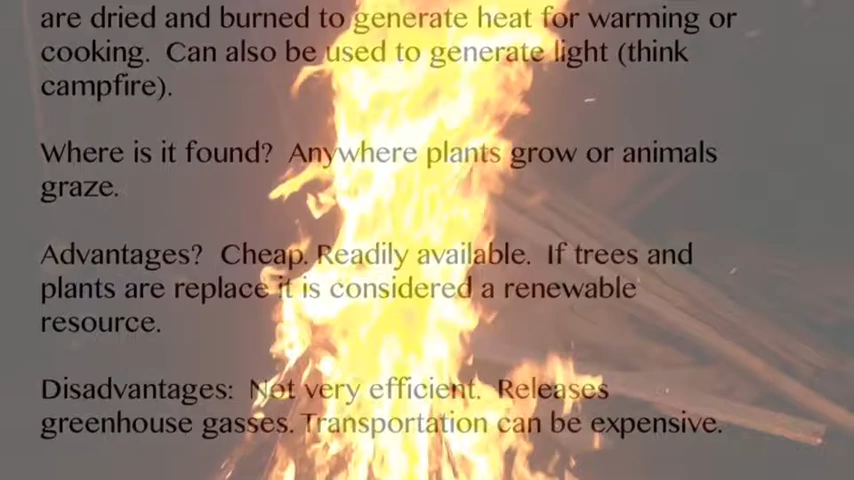 are dried and burned to generate heat for warming or
cooking. Can also be used to generate light (think
campfire).
Where is it found? Anywhere plants grow or animals
graze.
Advantages? Cheap. Readily available. If trees and
plants are replace it is considered a renewable
resource.
Disadvantages: Not very efficient. Releases
greenhouse gasses. Transportation can be expensive.